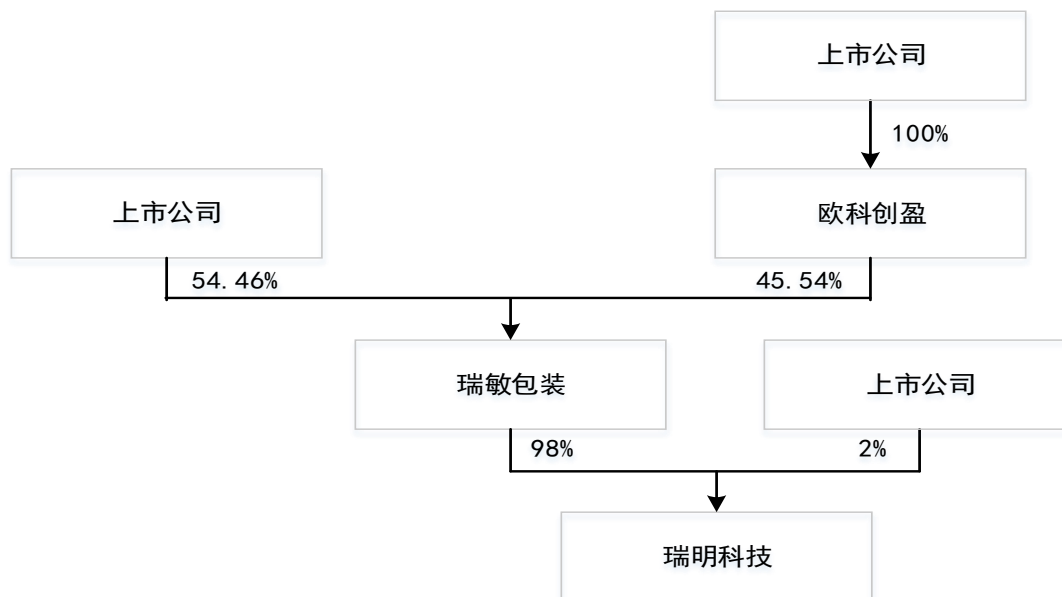 上市公司
100%
上市公司
欧科创盈
54.46%
45.54%
瑞敏包装
上市公司
98%
2%
瑞明科技